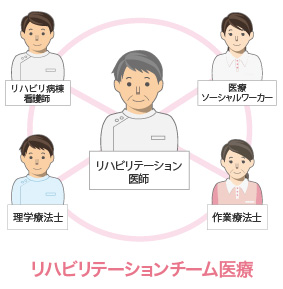 リハビリ病棟
看護師
医療
ソーシャルワーカー
リハビリテーション
医師
理学療法士
作業療法士
リハビリテーションチーム医療